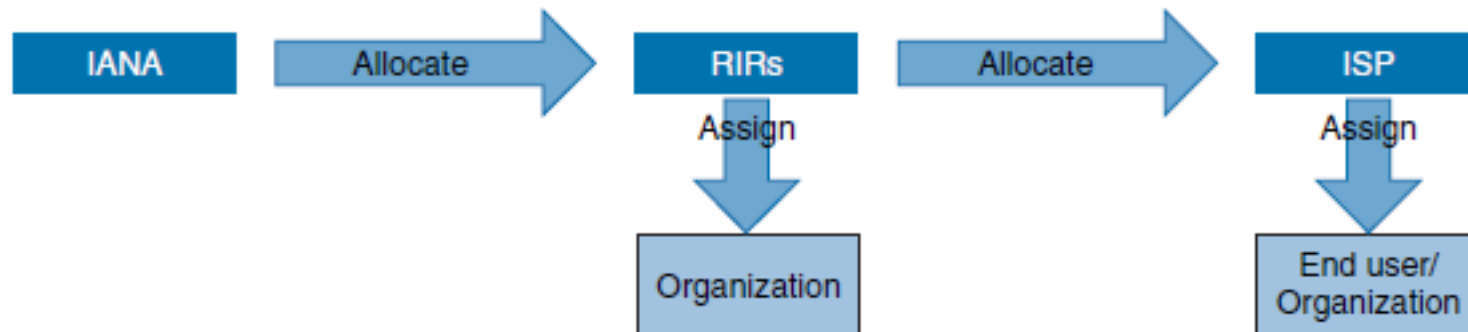 IANA
Allocate
RIRs
Allocate
ISP
Assign
Assign
Organization
End user/
Organization